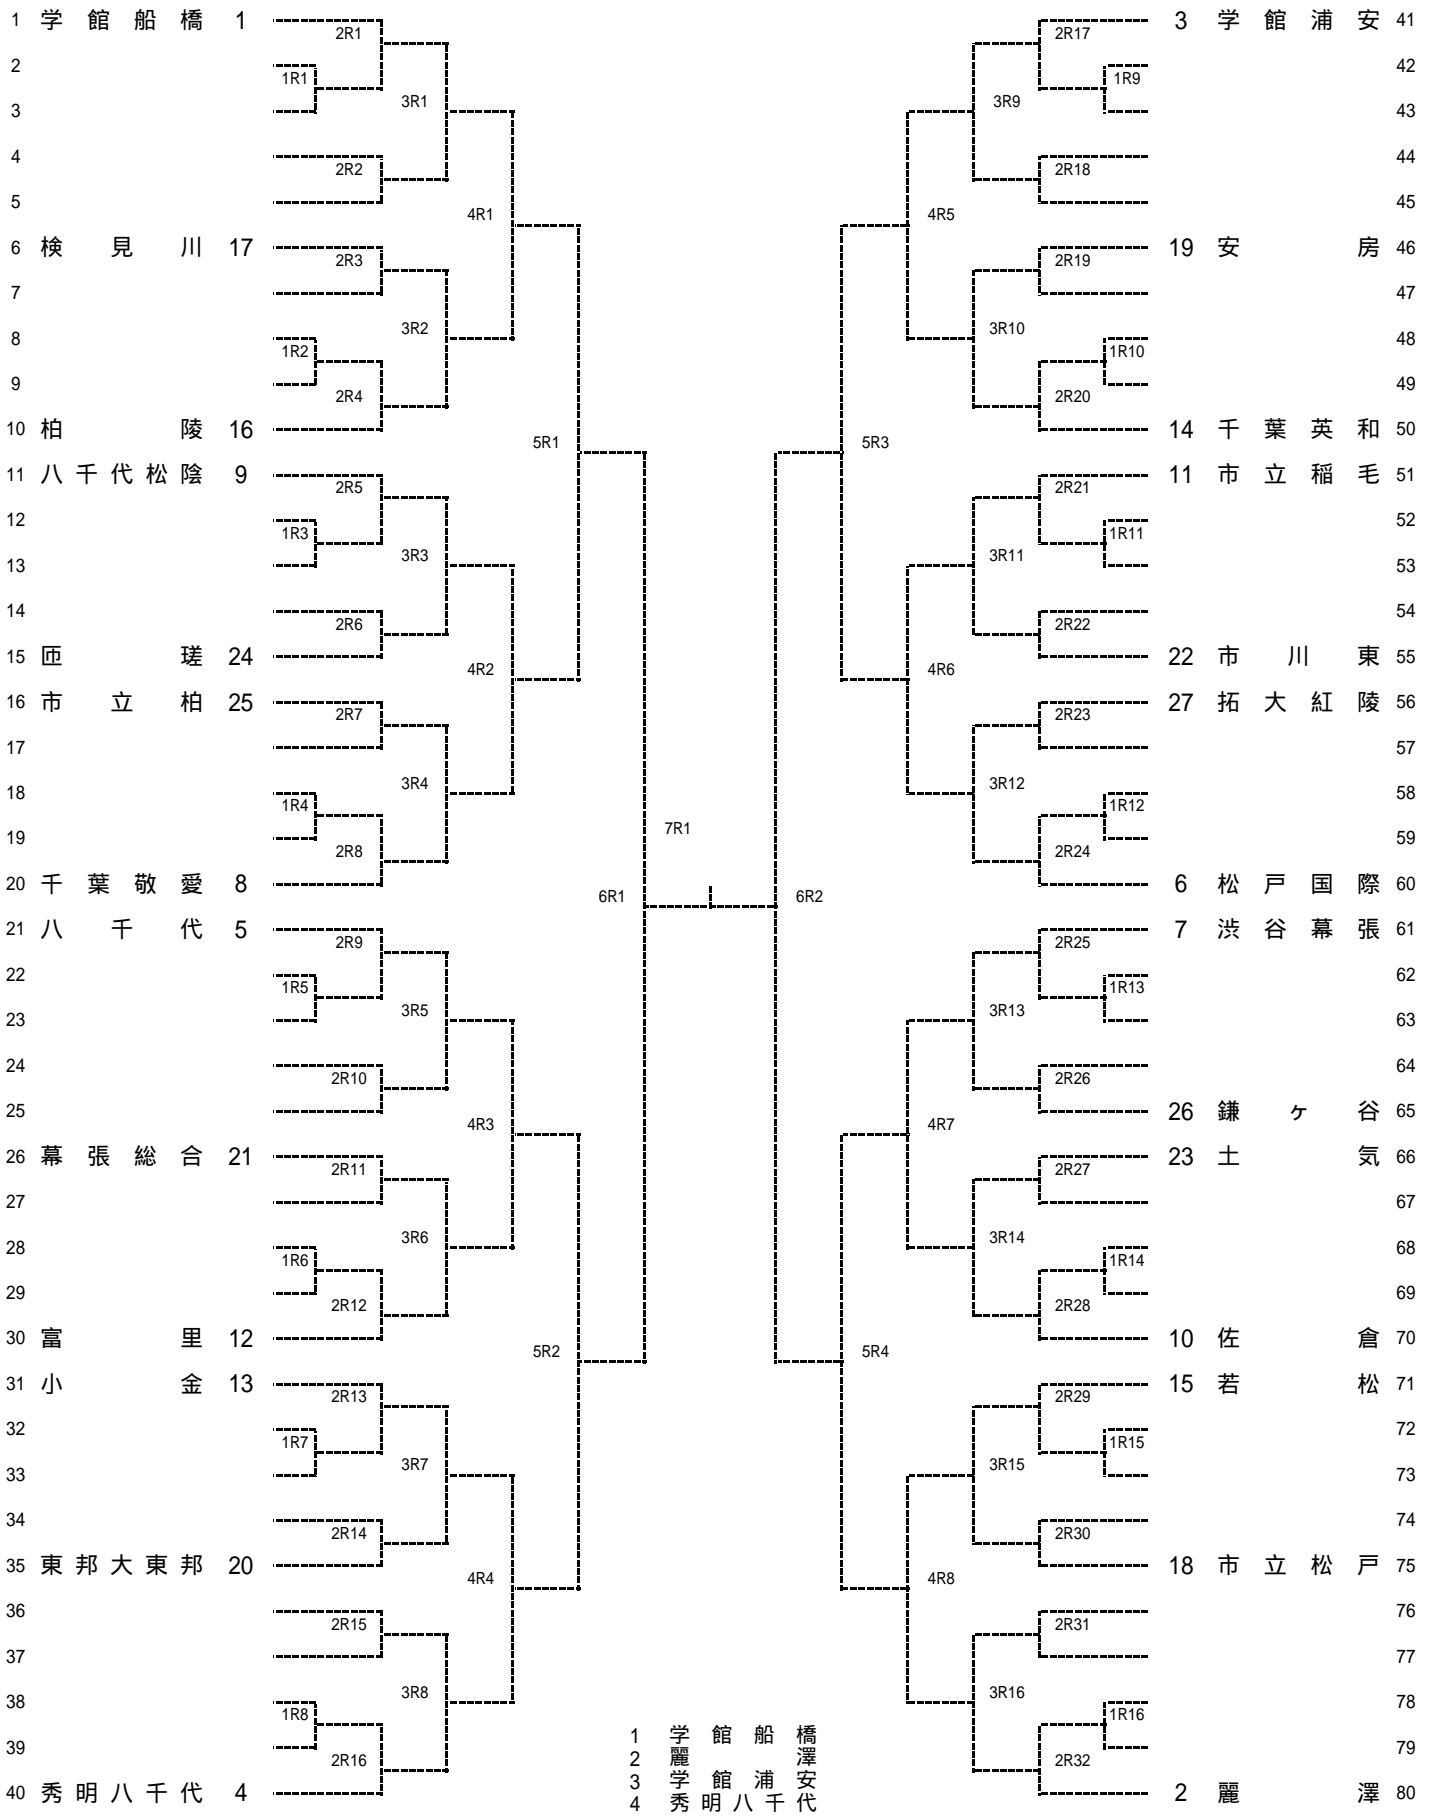 1 学館船橋 1 2R1 2R17 3 学館浦安 41
2 1R1 1R9 42
3 3R1 3R9 43
4 2R2 2R18 44
5 4R1 4R5 45
6 検見川 17 2R3 2R19 19 安房 46
7 47
8 1R2 3R2 3R10 1R10 48
9 2R4 2R20 49
10 柏陵 16 5R1 5R3 14 千葉英和 50
11 八千代松陰 9 2R5 2R21 11 市立稲毛 51
12 1R3 1R11 52
13 3R3 3R11 53
14 2R6 2R22 54
15 匝瑳 24 4R2 4R6 22 市川東 55
16 市立柏 25 2R7 2R23 27 拓大紅陵 56
17 57
18 1R4 3R4 3R12 1R12 58
19 2R8 7R1 2R24 59
20 千葉敬愛 8 6R1 6R2 6 松戸国際 60
21 八千代 5 2R9 2R25 7 渋谷幕張 61
22 1R5 1R13 62
23 3R5 3R13 63
24 2R10 2R26 64
25 4R3 4R7 26 鎌ヶ谷 65
26 幕張総合 21 2R11 2R27 23 土気 66
27 67
28 1R6 3R6 3R14 1R14 68
29 2R12 2R28 69
30 富里 12 5R2 5R4 10 佐倉 70
31 小金 13 2R13 2R29 15 若松 71
32 1R7 1R15 72
33 3R7 3R15 73
34 2R14 2R30 74
35 東邦大東邦 20 4R4 4R8 18 市立松戸 75
36 2R15 2R31 76
37 77
38 1R8 3R8 3R16 1R16 78
39 2R16 2R32 79
40 秀明八千代 4 2 麗澤 80
1 学館船橋
2 麗澤
3 学館浦安
4 秀明八千代